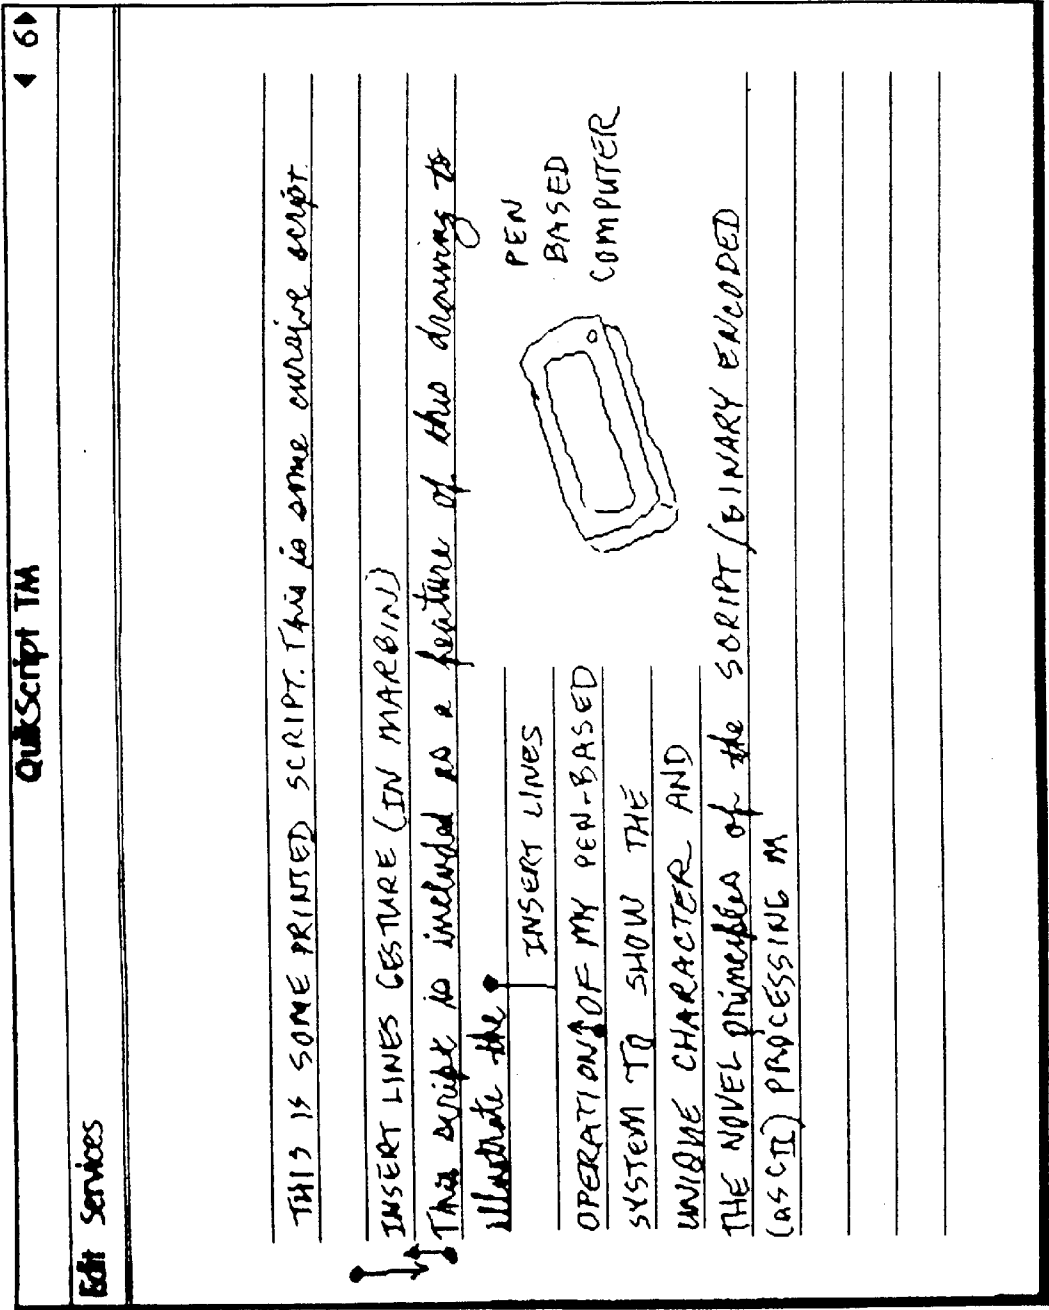 QuikScript TM
◀ 6▶
Edit Services
THIS IS SOME PRINTED SCRIPT. This is some cursive script.
INSERT LINES GESTURE (IN MARGIN)
This script is included as a feature of this drawing to
illustrate the
INSERT LINES
OPERATION OF MY PEN-BASED
SYSTEM TO SHOW THE
UNIQUE CHARACTER AND
THE NOVEL principles of the SCRIPT/BINARY ENCODED
(ASCII) PROCESSING M
PEN
BASED
COMPUTER